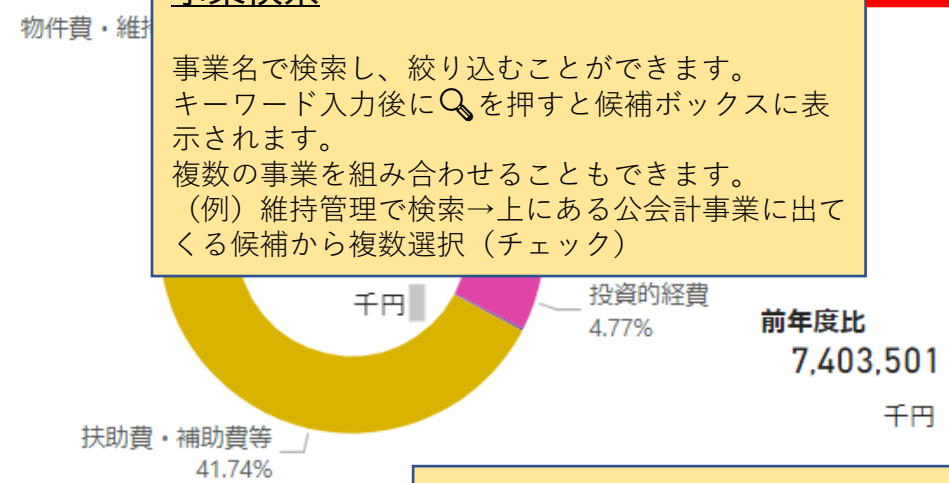 事業検索
物件費・維持
事業名で検索し、絞り込むことができます。
キーワード入力後に🔍を押すと候補ボックスに表
示されます。
複数の事業を組み合わせることもできます。
（例）維持管理で検索→上にある公会計事業に出て
くる候補から複数選択（チェック）
千円
投資的経費
4.77%
前年度比
7,403,501
千円
扶助費・補助費等
41.74%